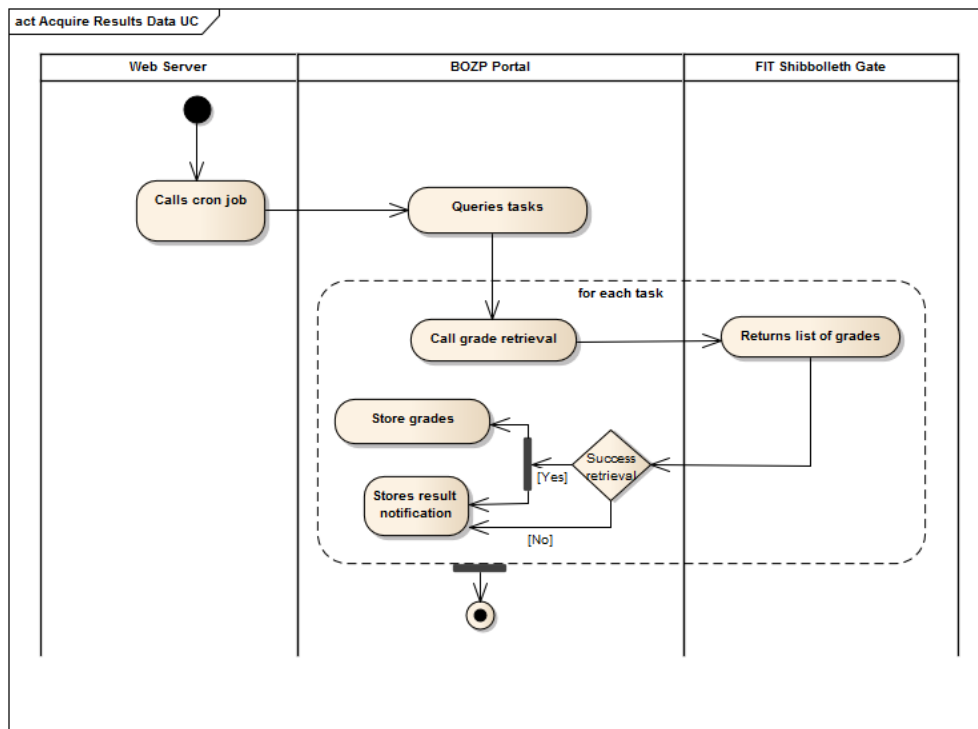 act Acquire Results Data UC
Web Server
BOZP Portal
FIT Shibbolleth Gate
Calls cron job
Queries tasks
for each task
Call grade retrieval
Returns list of grades
Store grades
Success
retrieval
[Yes]
Stores result
notification
[No]